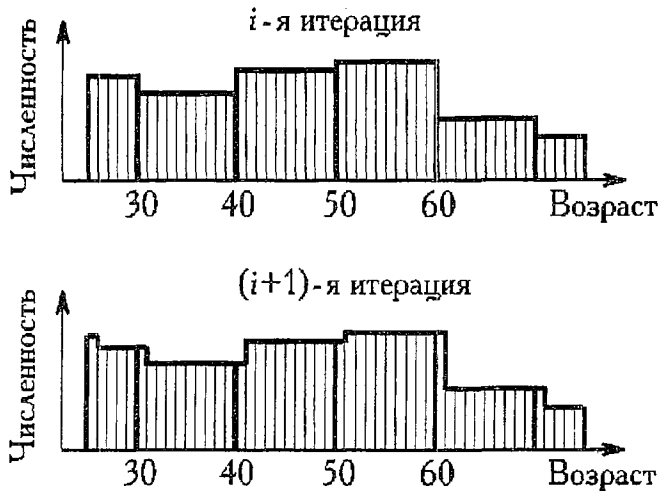 i-я итерация
Численность
30 40 50 60 Возраст
(i+1)-я итерация
Численность
30 40 50 60 Возраст